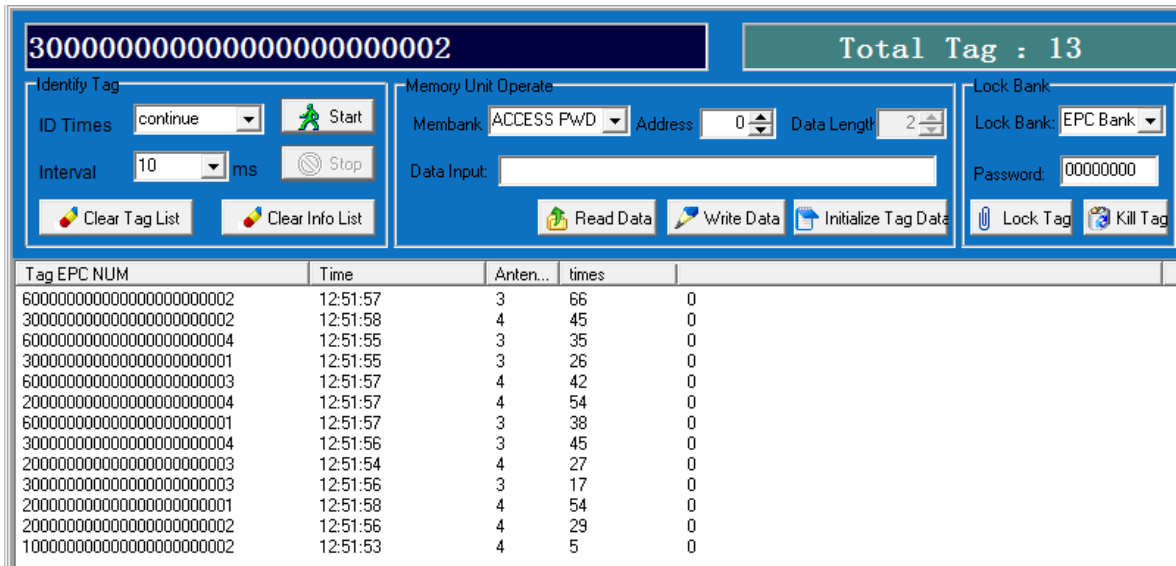 300000000000000000000002
Total Tag : 13
Identify Tag
ID Times continue Start
Interval 10 ms Stop
Clear Tag List Clear Info List
Memory Unit Operate
Membank ACCESS PWD Address 0 Data Length 2
Data Input:
Read Data Write Data Initialize Tag Data
Lock Bank
Lock Bank: EPC Bank
Password: 00000000
Lock Tag Kill Tag
Tag EPC NUM Time Anten... times
600000000000000000000002 12:51:57 3 66 0
300000000000000000000002 12:51:58 4 45 0
600000000000000000000004 12:51:55 3 35 0
300000000000000000000001 12:51:55 3 26 0
600000000000000000000003 12:51:57 4 42 0
200000000000000000000004 12:51:57 4 54 0
600000000000000000000001 12:51:57 3 38 0
300000000000000000000004 12:51:56 3 45 0
200000000000000000000003 12:51:54 4 27 0
300000000000000000000003 12:51:56 3 17 0
200000000000000000000001 12:51:58 4 54 0
200000000000000000000002 12:51:56 4 29 0
100000000000000000000002 12:51:53 4 5 0